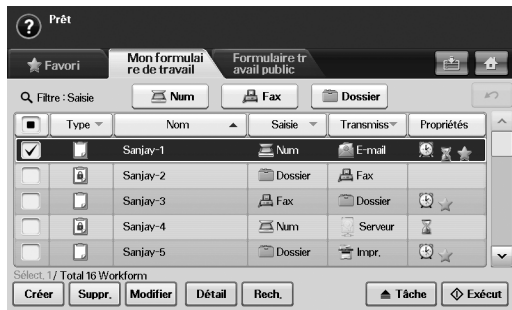 Prêt
Favori
Mon formulai
re de travail
Formulaire tr
avail public
Filtre : Saisie Num Fax Dossier
Type Nom Saisie Transmiss Propriétés
Sanjay-1 Num E-mail
Sanjay-2 Dossier Fax
Sanjay-3 Fax Dossier
Sanjay-4 Num Serveur
Sanjay-5 Dossier Impr.
Sélect. 1/ Total 16 Workform
Créer Suppr. Modifier Détail Rech. Tâche Exécut